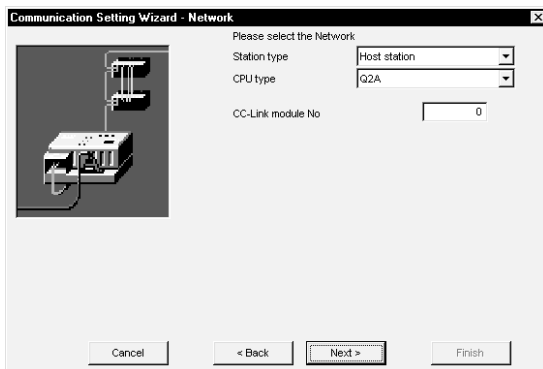 Communication Setting Wizard - Network
Please select the Network
Station type Host station
CPU type Q2A
CC-Link module No 0
Cancel < Back Next > Finish